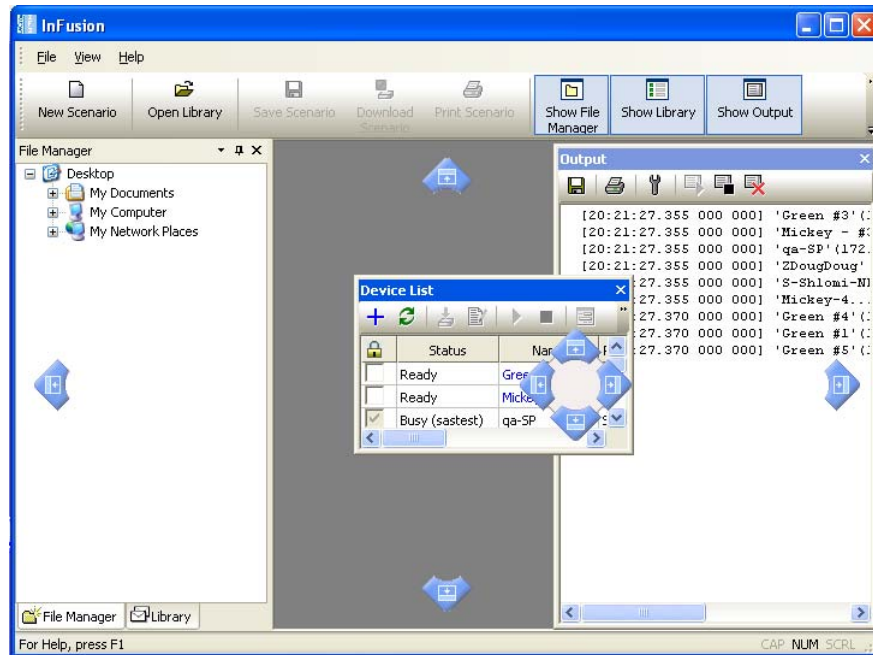 InFusion
File View Help
New Scenario
Open Library
Save Scenario
Download Scenario
Print Scenario
Show File Manager
Show Library
Show Output
File Manager
Desktop
My Documents
My Computer
My Network Places
Output
[20:21:27.355 000 000] 'Green #3'(
[20:21:27.355 000 000] 'Mickey - #
[20:21:27.355 000 000] 'qa-SP'(172.
[20:21:27.355 000 000] 'ZDougDoug'
27.355 000 000] 'S-Shlomi-N
27.355 000 000] 'Mickey-4...
27.370 000 000] 'Green #4'(
27.370 000 000] 'Green #1'(
27.370 000 000] 'Green #5'(
Device List
Status
Ready
Ready
Busy (sastest) qa-SP
File Manager Library
For Help, press F1
CAP NUM SCRL